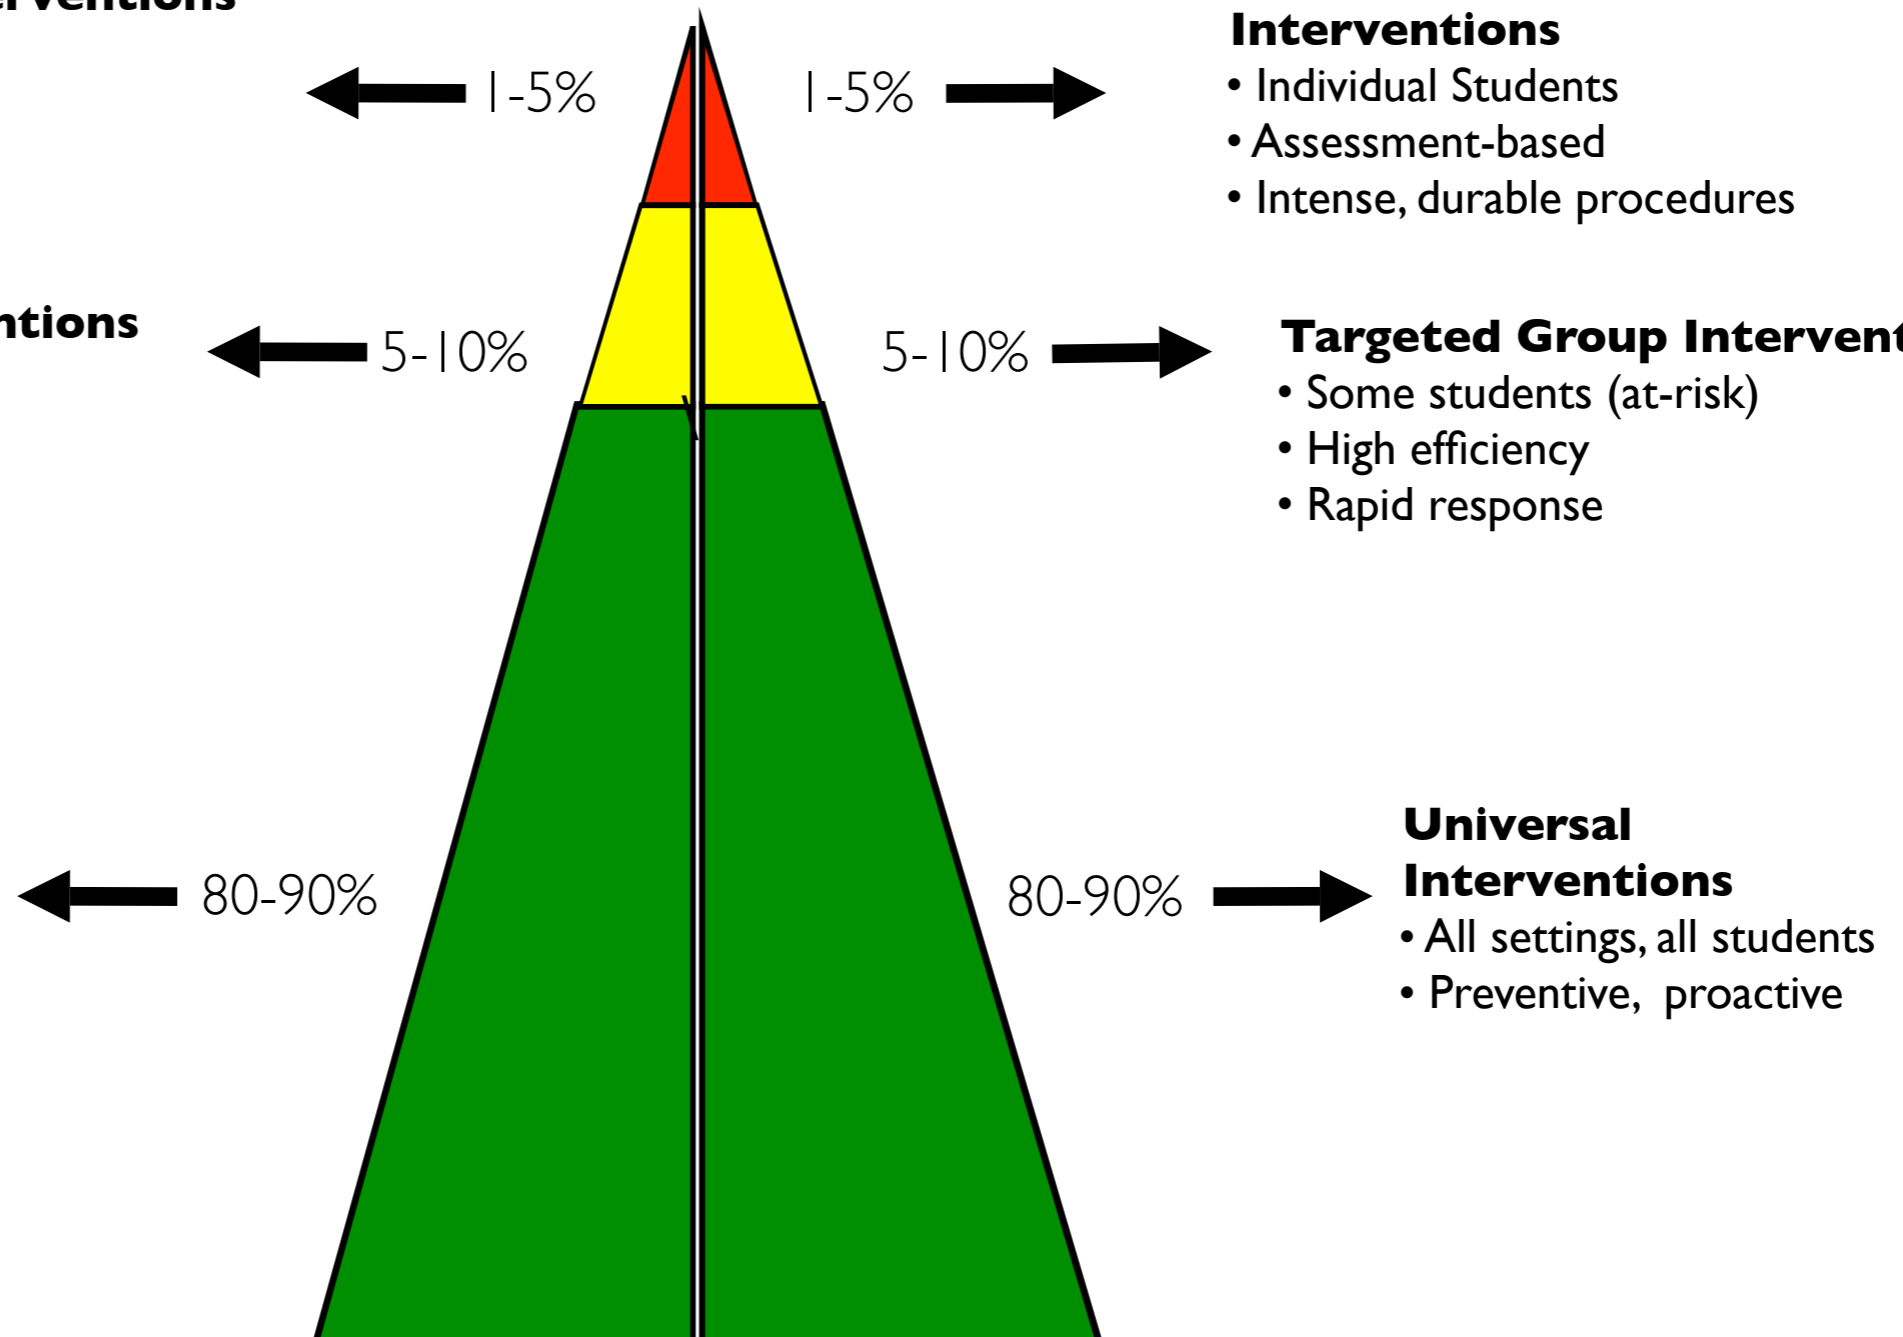 Interventions
• Individual Students
• Assessment-based
• Intense, durable procedures
1-5%
1-5%
5-10%
5-10%
Targeted Group
• Some students (at-risk)
• High efficiency
• Rapid response
80-90%
80-90%
Universal
Interventions
• All settings, all students
• Preventive, proactive